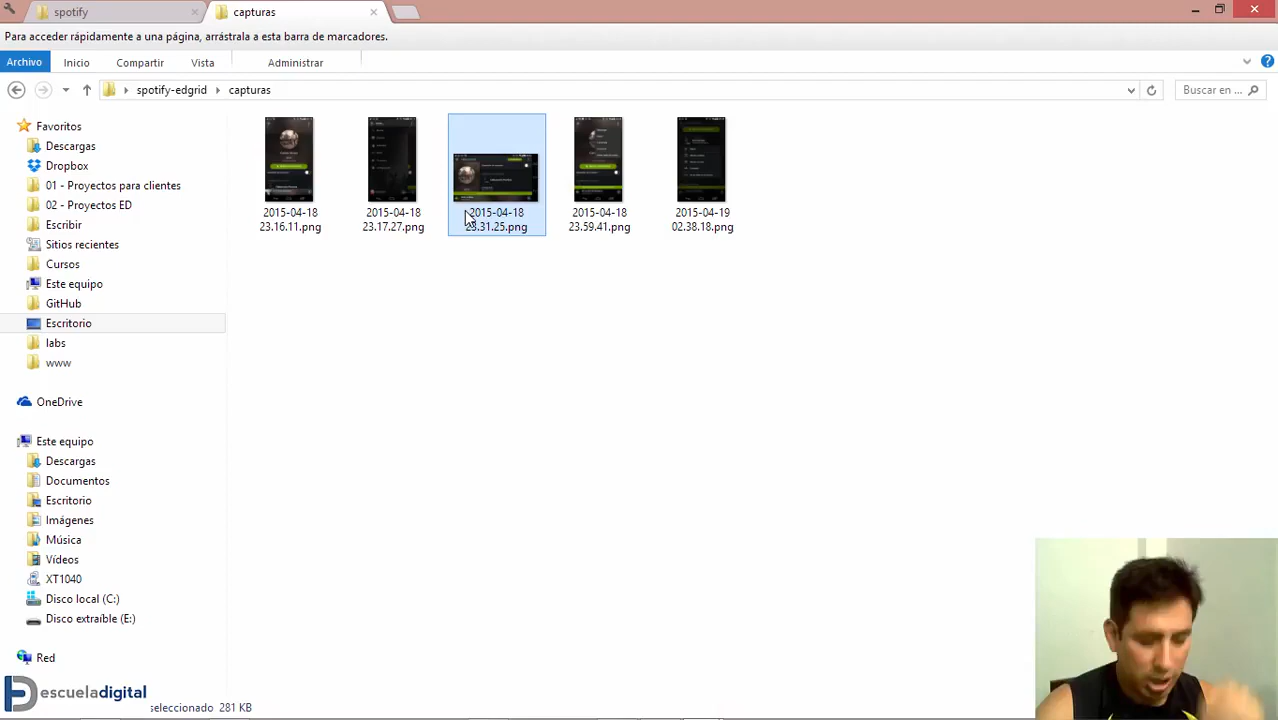 spotify
capturas
Para acceder rápidamente a una página, arrástrala a esta barra de marcadores.
Archivo Inicio Compartir Vista Administrar
spotify-edgrid capturas
Buscar en ...
Favoritos
Descargas
Dropbox
01 - Proyectos para clientes
02 - Proyectos ED
Escribir
Sitios recientes
Cursos
Este equipo
GitHub
Escritorio
labs
www
OneDrive
Este equipo
Descargas
Documentos
Escritorio
Imágenes
Música
Vídeos
XT1040
Disco local (C:)
Disco extraíble (E:)
Red
2015-04-18
23.16.11.png
2015-04-18
23.17.27.png
2015-04-18
23.31.25.png
2015-04-18
23.59.41.png
2015-04-19
02.38.18.png
escueladigital
seleccionado 281 KB